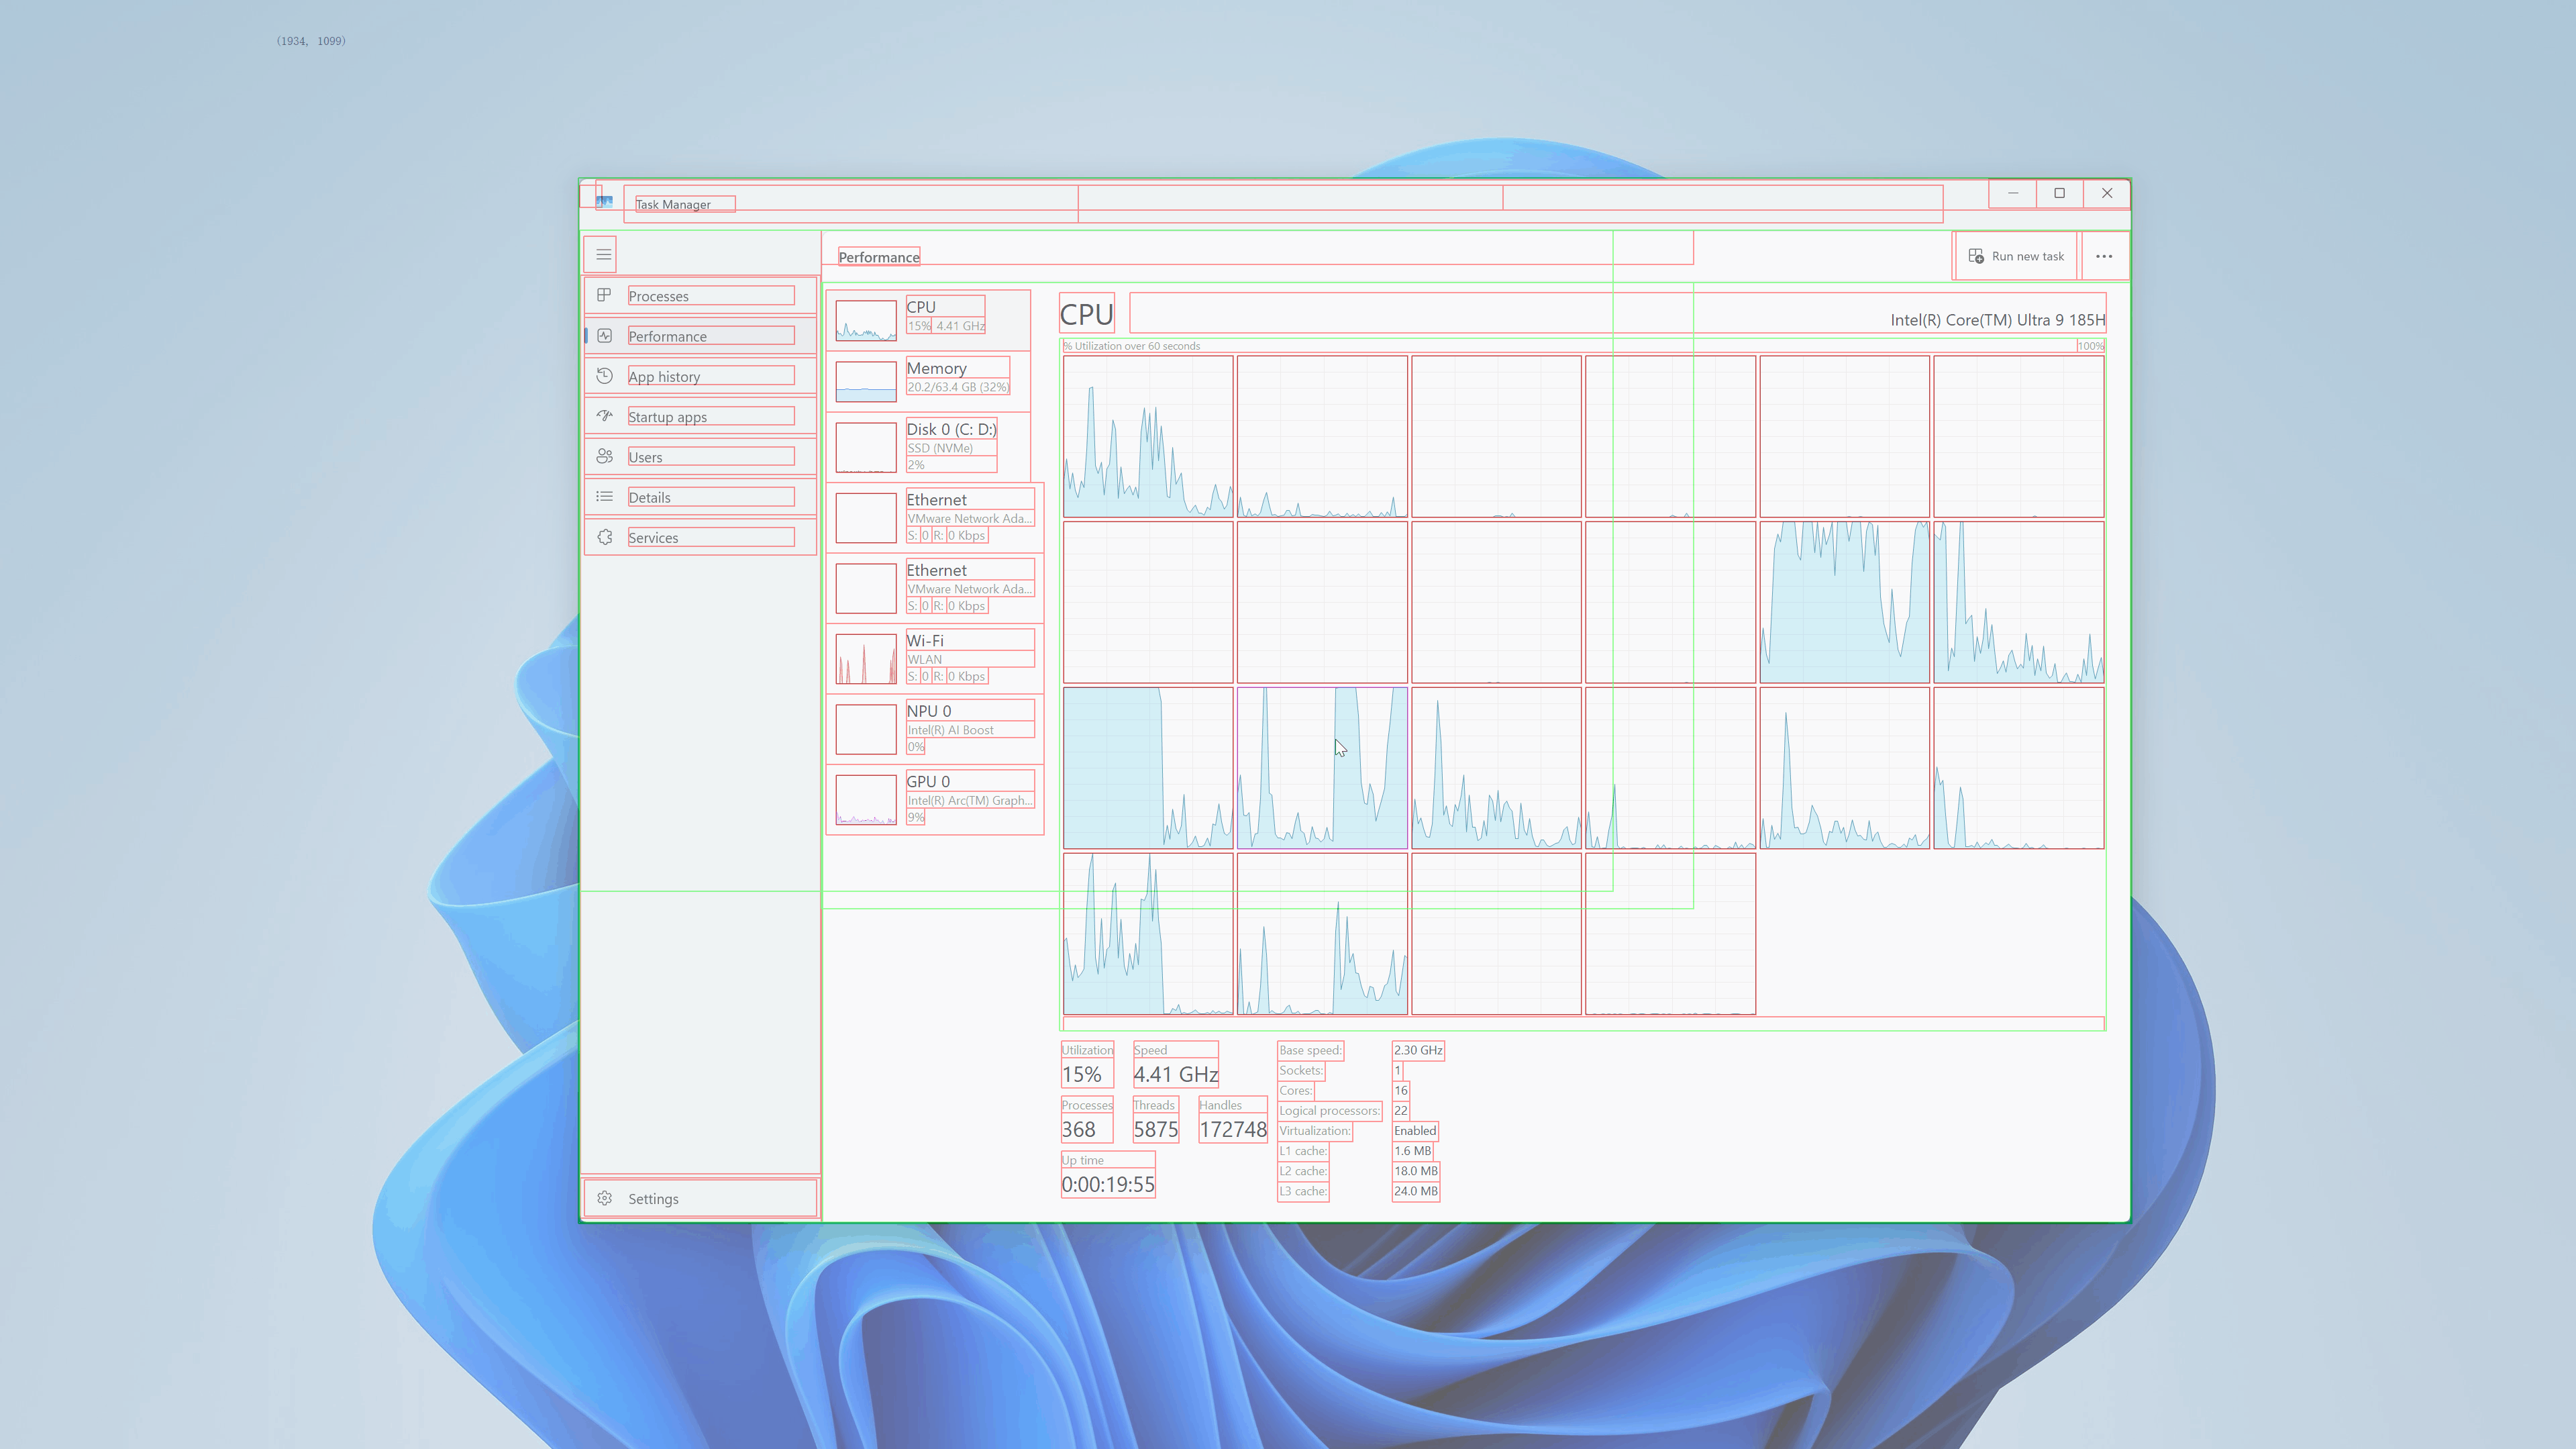 (1934, 1099)
Task Manager
Performance
Run new task
Processes
Performance
App history
Startup apps
Users
Details
Services
Settings
CPU
15% 4.41 GHz
Memory
20.2/63.4 GB (32%)
Disk 0 (C: D:)
SSD (NVMe)
2%
Ethernet
VMware Network Ada...
S: 0 R: 0 Kbps
Ethernet
VMware Network Ada...
S: 0 R: 0 Kbps
Wi-Fi
WLAN
S: 0 R: 0 Kbps
NPU 0
Intel(R) AI Boost
0%
GPU 0
Intel(R) Arc(TM) Graph...
9%
CPU
Intel(R) Core(TM) Ultra 9 185H
% Utilization over 60 seconds
100%
Utilization
15%
Speed
4.41 GHz
Processes
368
Threads
5875
Handles
172748
Up time
0:00:19:55
Base speed: 2.30 GHz
Sockets: 1
Cores: 16
Logical processors: 22
Virtualization: Enabled
L1 cache: 1.6 MB
L2 cache: 18.0 MB
L3 cache: 24.0 MB